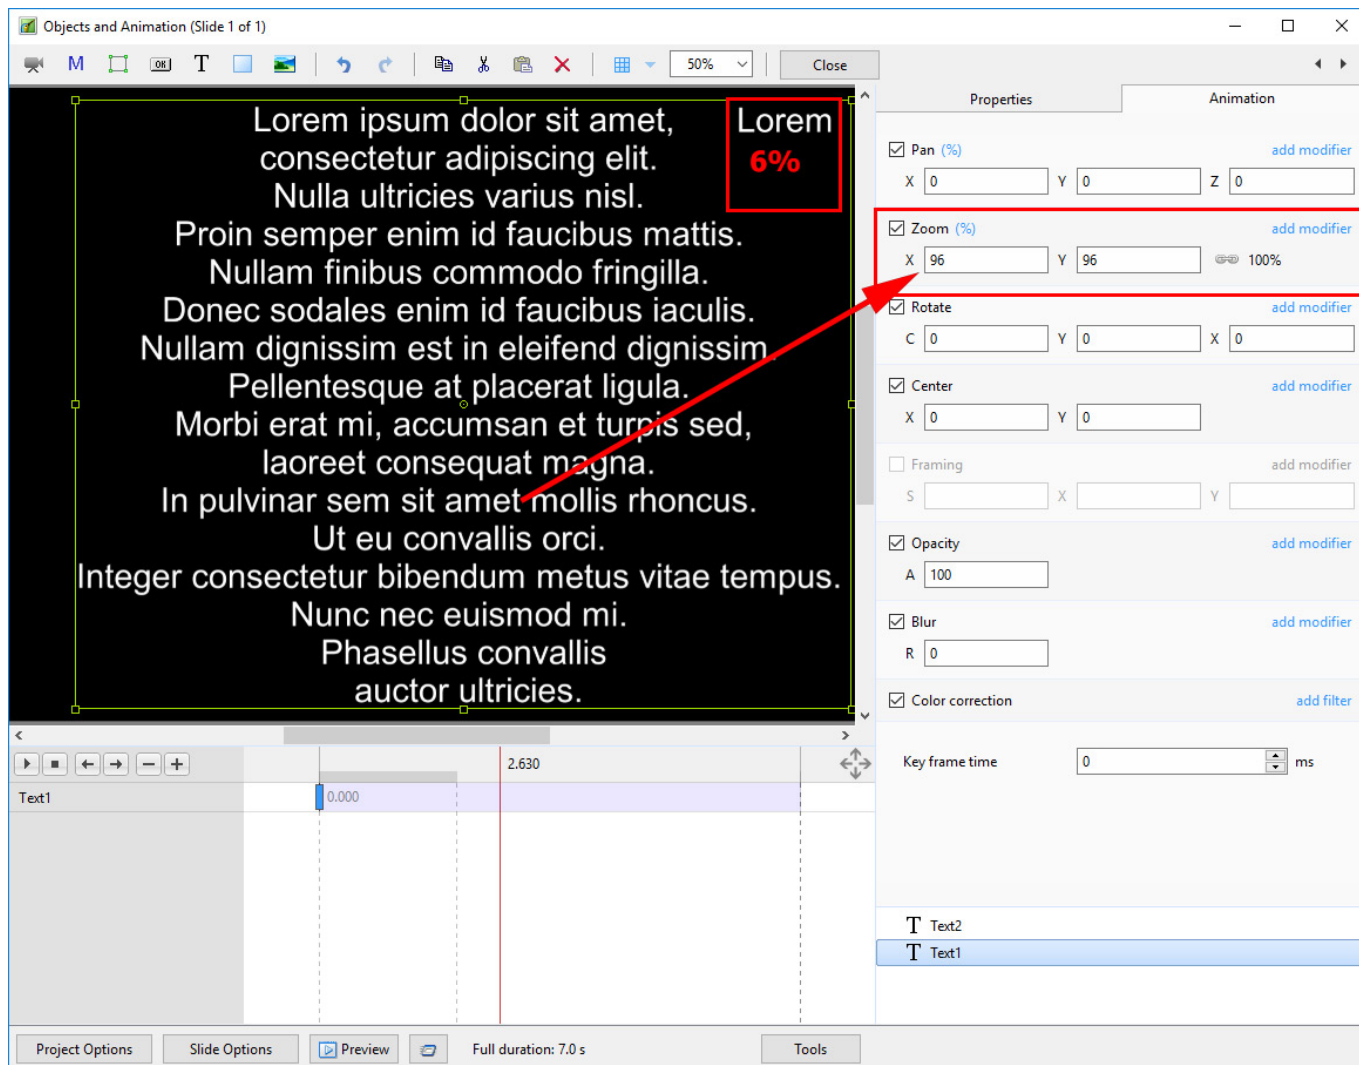 Objects and Animation (Slide 1 of 1)
M OK T 50% Close
Lorem ipsum dolor sit amet,
consectetur adipiscing elit.
Nulla ultricies varius nisl.
Proin semper enim id faucibus mattis.
Nullam finibus commodo fringilla.
Donec sodales enim id faucibus iaculis.
Nullam dignissim est in eleifend dignissim.
Pellentesque at placerat ligula.
Morbi erat mi, accumsan et turpis sed,
laoreet consequat magna.
In pulvinar sem sit amet mollis rhoncus.
Ut eu convallis orci.
Integer consectetur bibendum metus vitae tempus.
Nunc nec euismod mi.
Phasellus convallis
auctor ultricies.
Lorem
6%
Properties Animation
Pan (%) add modifier
X 0 Y 0 Z 0
Zoom (%) add modifier
X 96 Y 96 100%
Rotate add modifier
C 0 Y 0 X 0
Center add modifier
X 0 Y 0
Framing add modifier
S X Y
Opacity add modifier
A 100
Blur add modifier
R 0
Color correction add filter
Key frame time 0 ms
T Text2
T Text1
2.630
Text1 0.000
Project Options Slide Options Preview Full duration: 7.0 s Tools